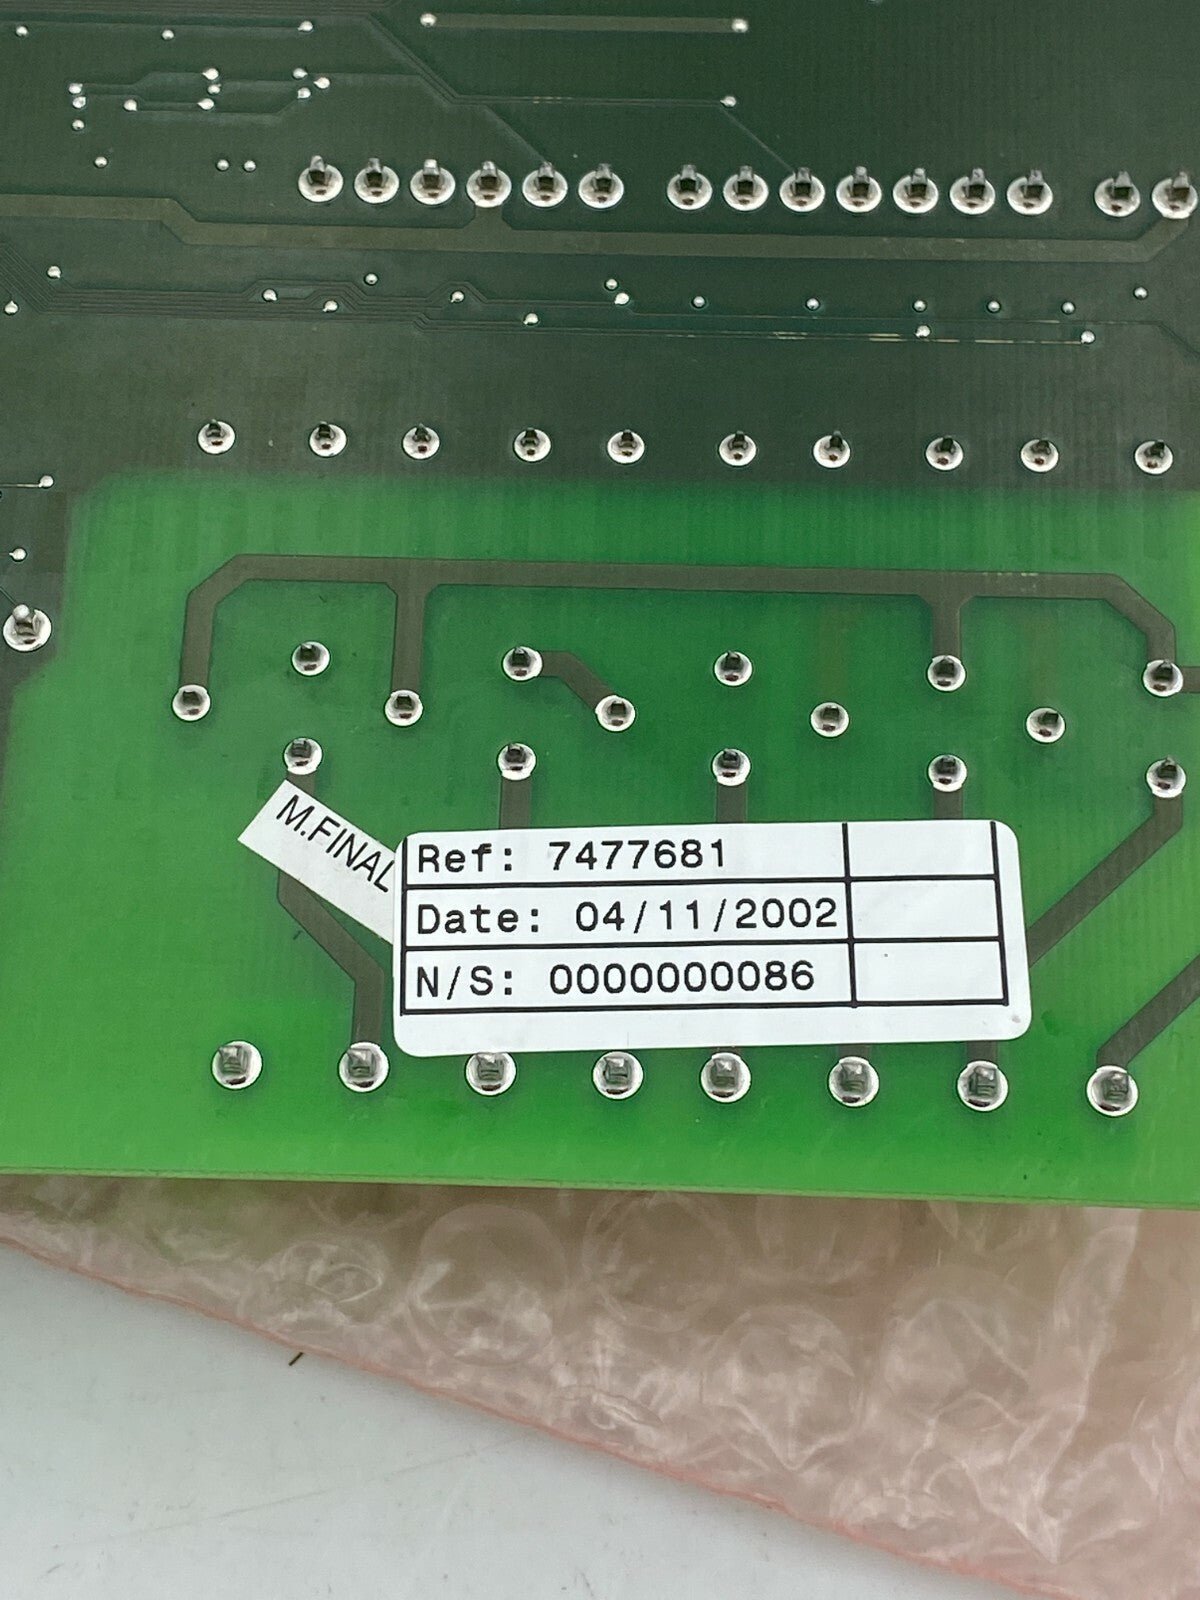 M.FINAL
Ref: 7477681
Date: 04/11/2002
N/S: 0000000086